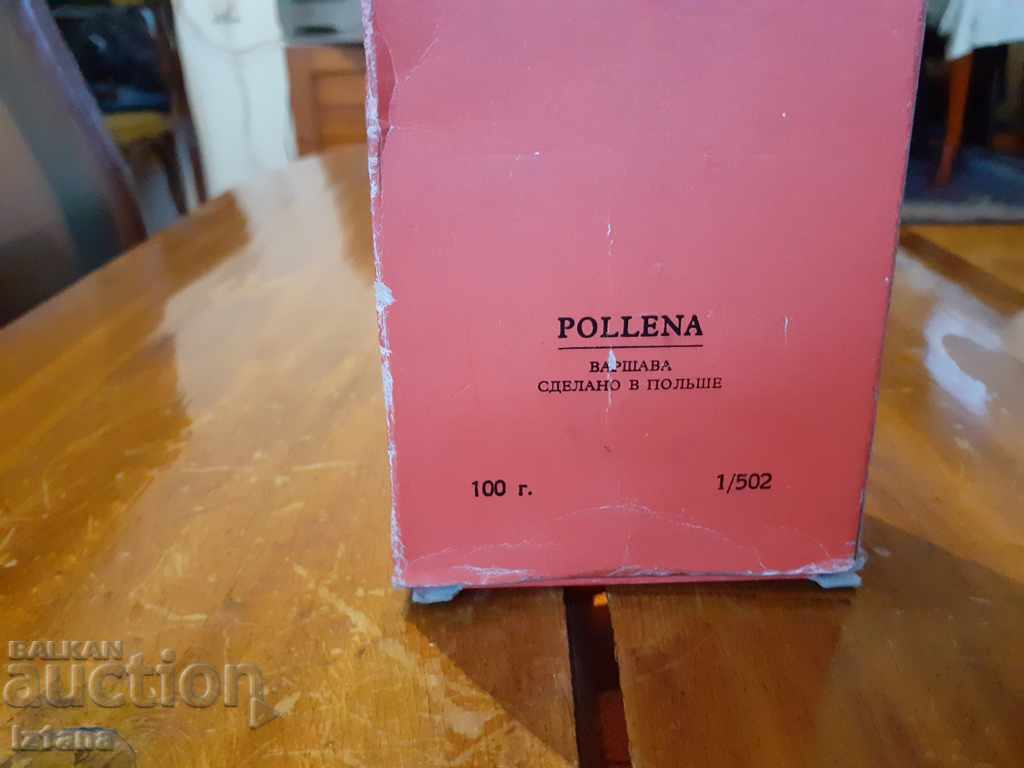 POLLENA
ВАРШАВА
СДЕЛАНО В ПОЛЬШЕ
100 г.
1/502
BALKAN
auction
iztana